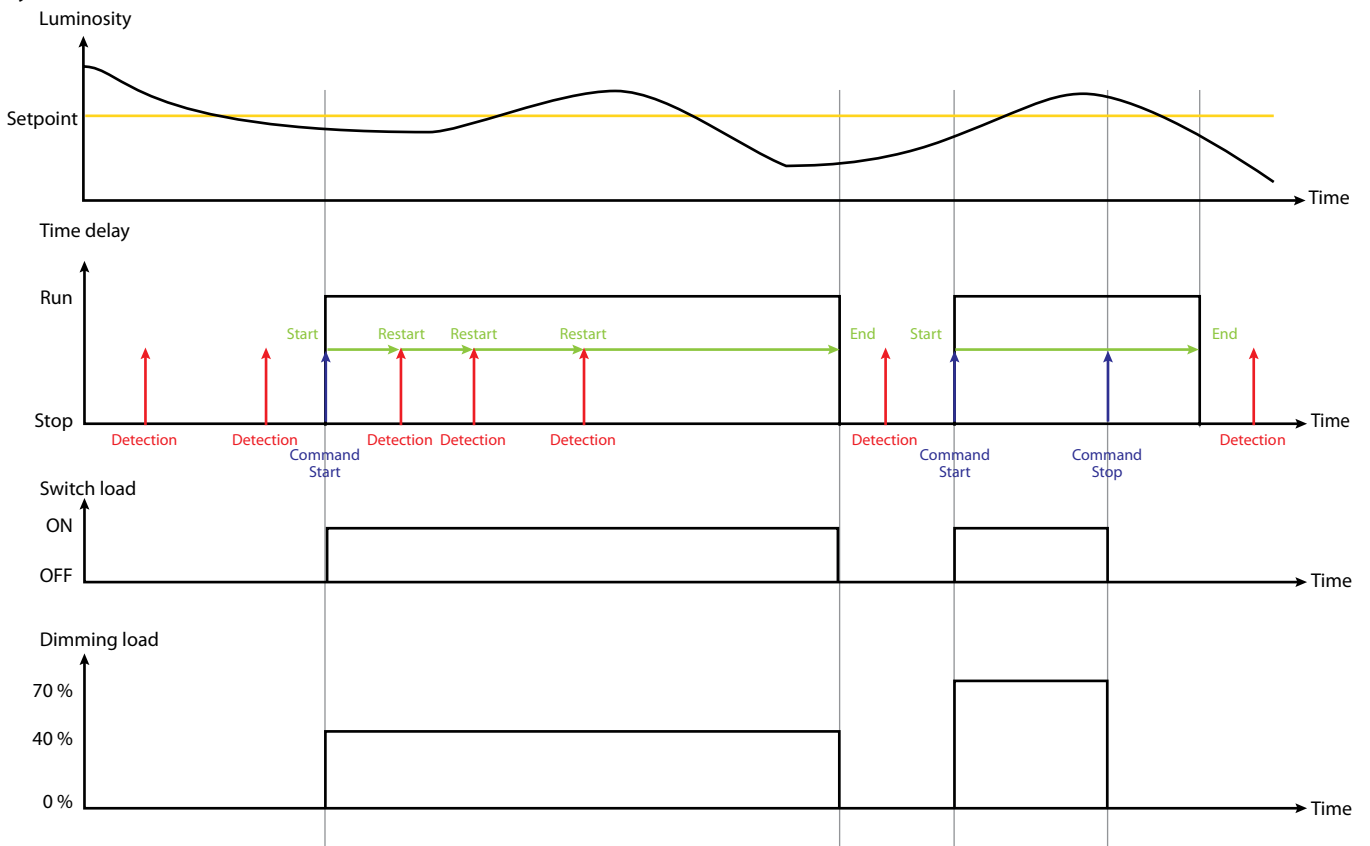 Luminosity
Setpoint
Time
Time delay
Run
Start Restart Restart Restart End Start End
Stop
Time
Detection Detection Detection Detection Detection Detection Detection
Command Command Command
Start Start Stop
Switch load
ON
OFF
Time
Dimming load
70 %
40 %
0 %
Time